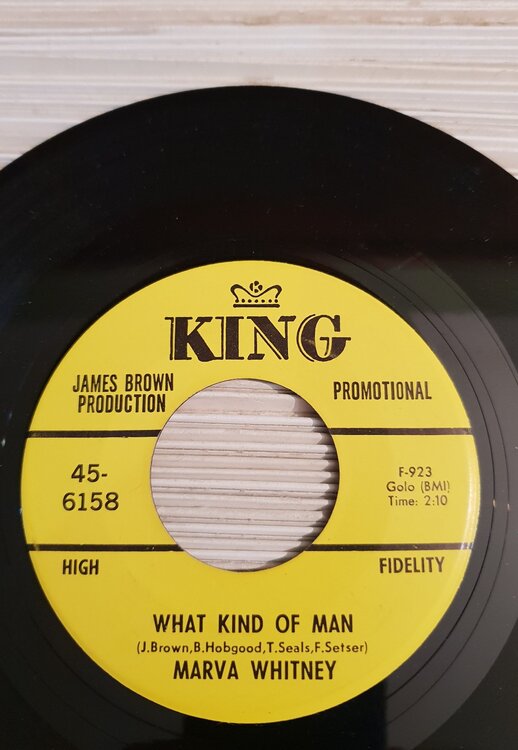 K
KING
JAMES BROWN
PRODUCTION
PROMOTIONAL
45-
6158
F-923
Golo (BMI)
Time: 2:10
HIGH
FIDELITY
WHAT KIND OF MAN
(J.Brown,B.Hobgood,T.Seals,F.Setser)
MARVA WHITNEY